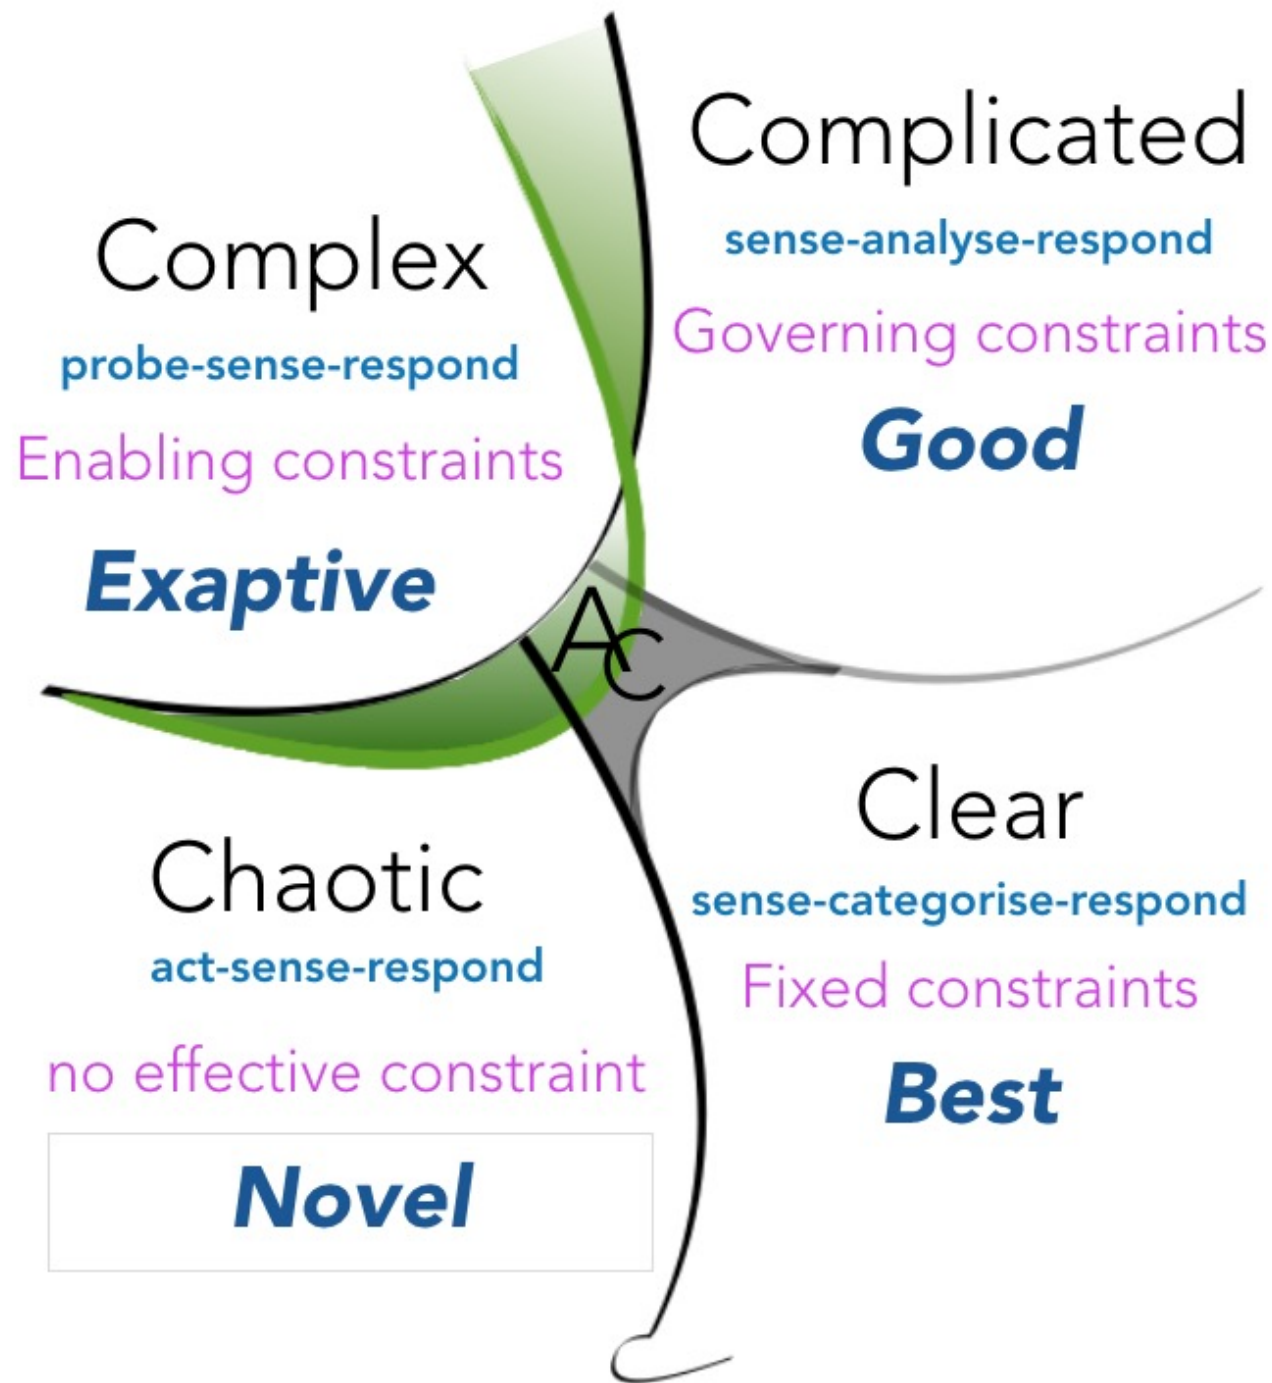 Complex
probe-sense-respond
Enabling constraints
Exaptive
Complicated
sense-analyse-respond
Governing constraints
Good
A
C
Chaotic
act-sense-respond
no effective constraint
Novel
Clear
sense-categorise-respond
Fixed constraints
Best